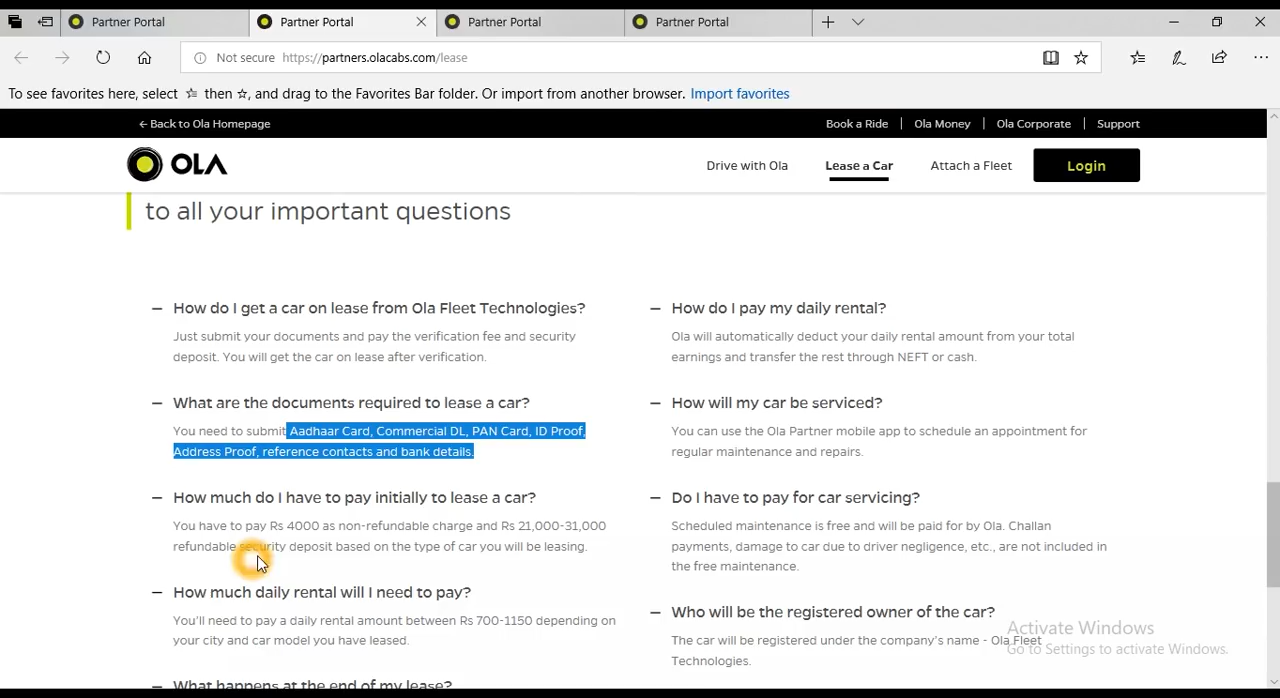 Partner Portal
Partner Portal
Partner Portal
Partner Portal
Not secure https://partners.olacabs.com/lease
To see favorites here, select then , and drag to the Favorites Bar folder. Or import from another browser. Import favorites
← Back to Ola Homepage
Book a Ride | Ola Money | Ola Corporate | Support
OLA
Drive with Ola
Lease a Car
Attach a Fleet
Login
to all your important questions
How do I get a car on lease from Ola Fleet Technologies?
Just submit your documents and pay the verification fee and security
deposit. You will get the car on lease after verification.
What are the documents required to lease a car?
You need to submit Aadhaar Card, Commercial DL, PAN Card, ID Proof,
Address Proof, reference contacts and bank details.
How much do I have to pay initially to lease a car?
You have to pay Rs 4000 as non-refundable charge and Rs 21,000-31,000
refundable security deposit based on the type of car you will be leasing.
How much daily rental will I need to pay?
You'll need to pay a daily rental amount between Rs 700-1150 depending on
your city and car model you have leased.
What happens at the end of my lease?
How do I pay my daily rental?
Ola will automatically deduct your daily rental amount from your total
earnings and transfer the rest through NEFT or cash.
How will my car be serviced?
You can use the Ola Partner mobile app to schedule an appointment for
regular maintenance and repairs.
Do I have to pay for car servicing?
Scheduled maintenance is free and will be paid for by Ola. Challan
payments, damage to car due to driver negligence, etc., are not included in
the free maintenance.
Who will be the registered owner of the car?
The car will be registered under the company's name - Ola Fleet
Technologies.
Activate Windows
Go to Settings to activate Windows.